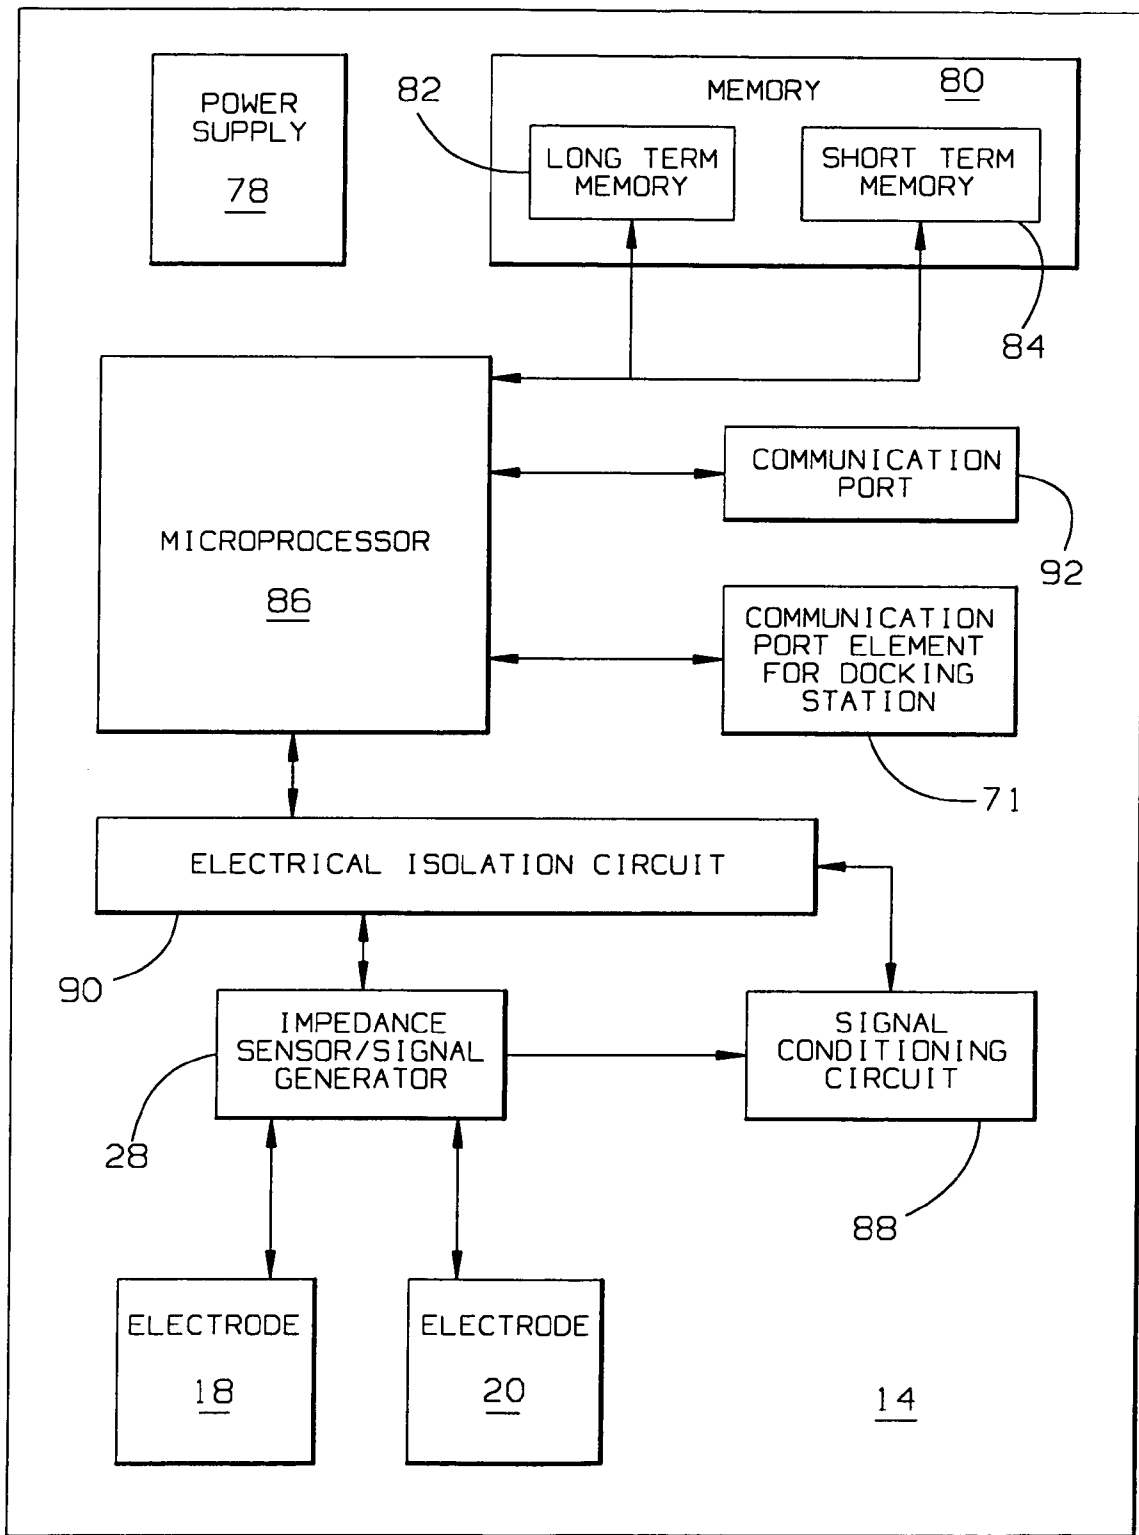 POWER
SUPPLY
78
82
MEMORY
80
LONG TERM
MEMORY
SHORT TERM
MEMORY
84
MICROPROCESSOR
86
COMMUNICATION
PORT
92
COMMUNICATION
PORT ELEMENT
FOR DOCKING
STATION
71
ELECTRICAL ISOLATION CIRCUIT
90
IMPEDANCE
SENSOR/SIGNAL
GENERATOR
28
SIGNAL
CONDITIONING
CIRCUIT
88
ELECTRODE
18
ELECTRODE
20
14